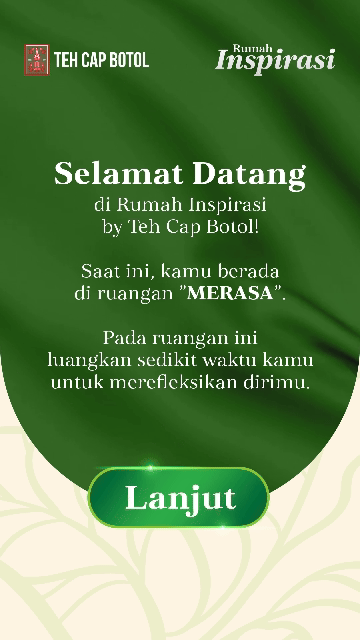 TEH CAP BOTOL
Rumah
Inspirasi
Selamat Datang
di Rumah Inspirasi
by Teh Cap Botol!
Saat ini, kamu berada
di ruangan "MERASA".
Pada ruangan ini
luangkan sedikit waktu kamu
untuk merefleksikan dirimu.
Lanjut